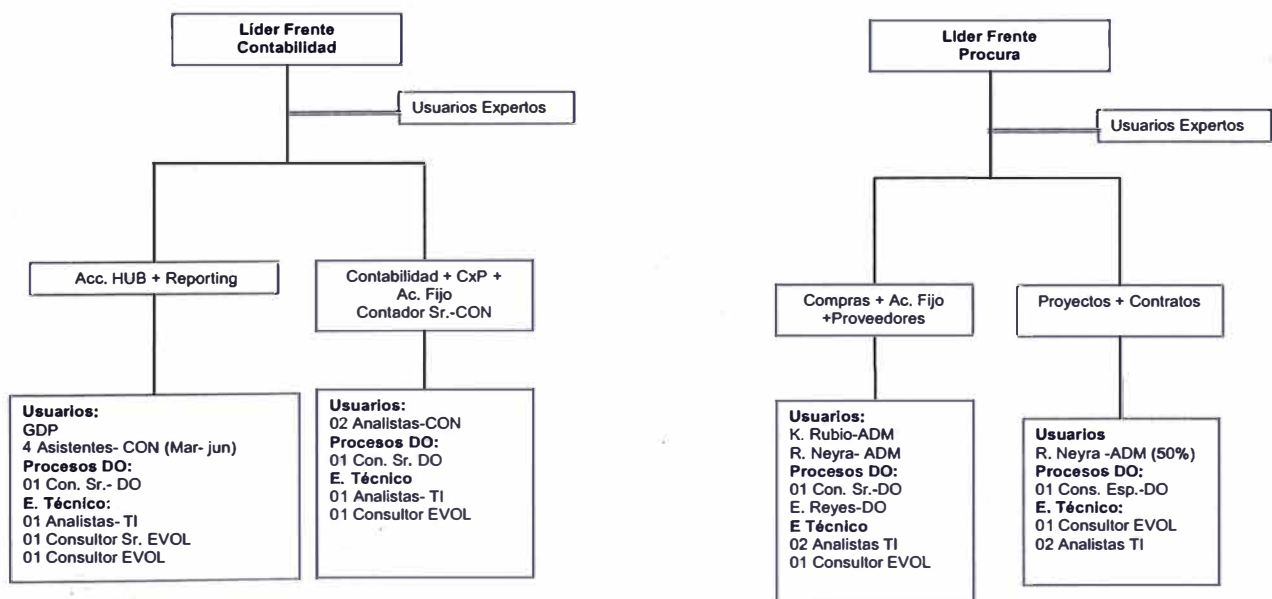 Líder Frente
Contabilidad
Usuarios Expertos
Acc. HUB + Reporting
Contabilidad + CxP +
Ac. Fijo
Contador Sr.-CON
Usuarios:
GDP
4 Asistentes- CON (Mar- jun)
Procesos DO:
01 Con. Sr.- DO
E. Técnico:
01 Analistas- TI
01 Consultor Sr. EVOL
01 Consultor EVOL
Usuarios:
02 Analistas-CON
Procesos DO:
01 Con. Sr. DO
E. Técnico
01 Analistas- TI
01 Consultor EVOL
Líder Frente
Procura
Usuarios Expertos
Compras + Ac. Fijo
+Proveedores
Proyectos + Contratos
Usuarios:
K. Rubio-ADM
R. Neyra- ADM
Procesos DO:
01 Con. Sr.-DO
E. Reyes-DO
E Técnico
02 Analistas TI
01 Consultor EVOL
Usuarios
R. Neyra -ADM (50%)
Procesos DO:
01 Cons. Esp.-DO
E. Técnico:
01 Consultor EVOL
02 Analistas TI